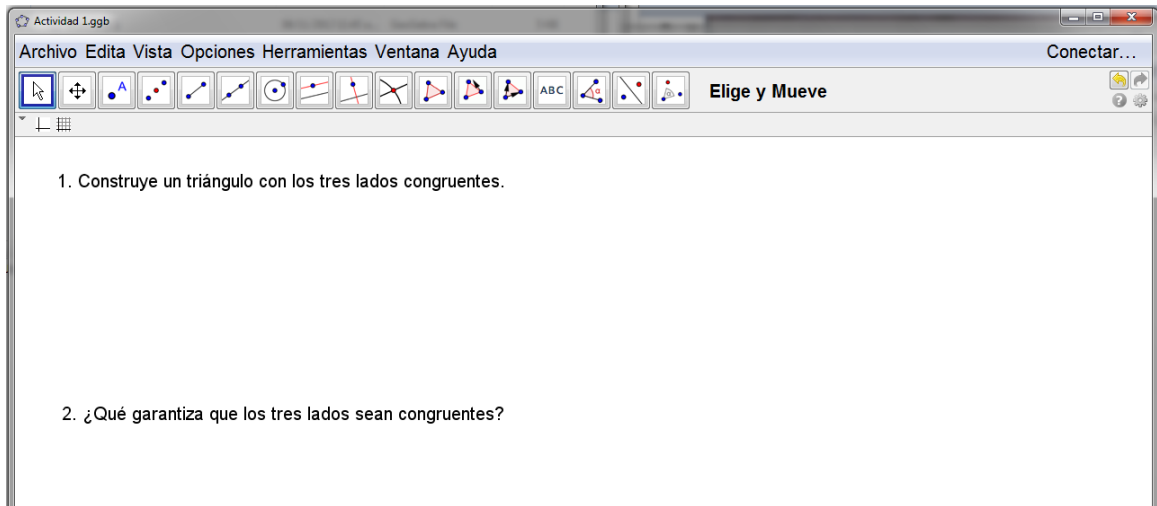 Actividad 1.ggb
Archivo Edita Vista Opciones Herramientas Ventana Ayuda Conectar...
A ABC α Elige y Mueve
1. Construye un triángulo con los tres lados congruentes.
2. ¿Qué garantiza que los tres lados sean congruentes?